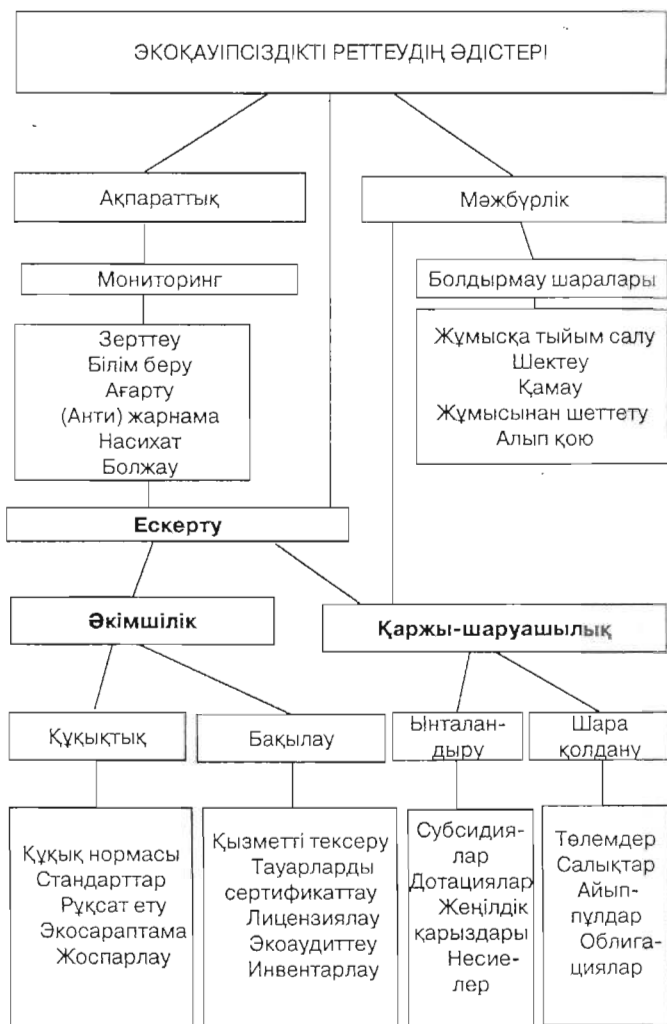 ЭКОҚАУІПСІЗДІКТІ РЕТТЕУДІҢ ӘДІСТЕРІ
Ақпараттық
Мәжбүрлік
Мониторинг
Болдырмау шаралары
Зерттеу
Білім беру
Ағарту
(Анти) жарнама
Насихат
Болжау
Жұмысқа тыйым салу
Шектеу
Қамау
Жұмысынан шеттету
Алып қою
Ескерту
Әкімшілік
Қаржы-шаруашылық
Құқықтық
Бақылау
Ынталан-
дыру
Шара
қолдану
Құқық нормасы
Стандарттар
Рұқсат ету
Экосараптама
Жоспарлау
Қызметті тексеру
Тауарларды
сертификаттау
Лицензиялау
Экоаудиттеу
Инвентарлау
Субсидия-
лар
Дотациялар
Жеңілдік
қарыздары
Несие-
лер
Төлемдер
Салықтар
Айып-
пұлдар
Облига-
циялар